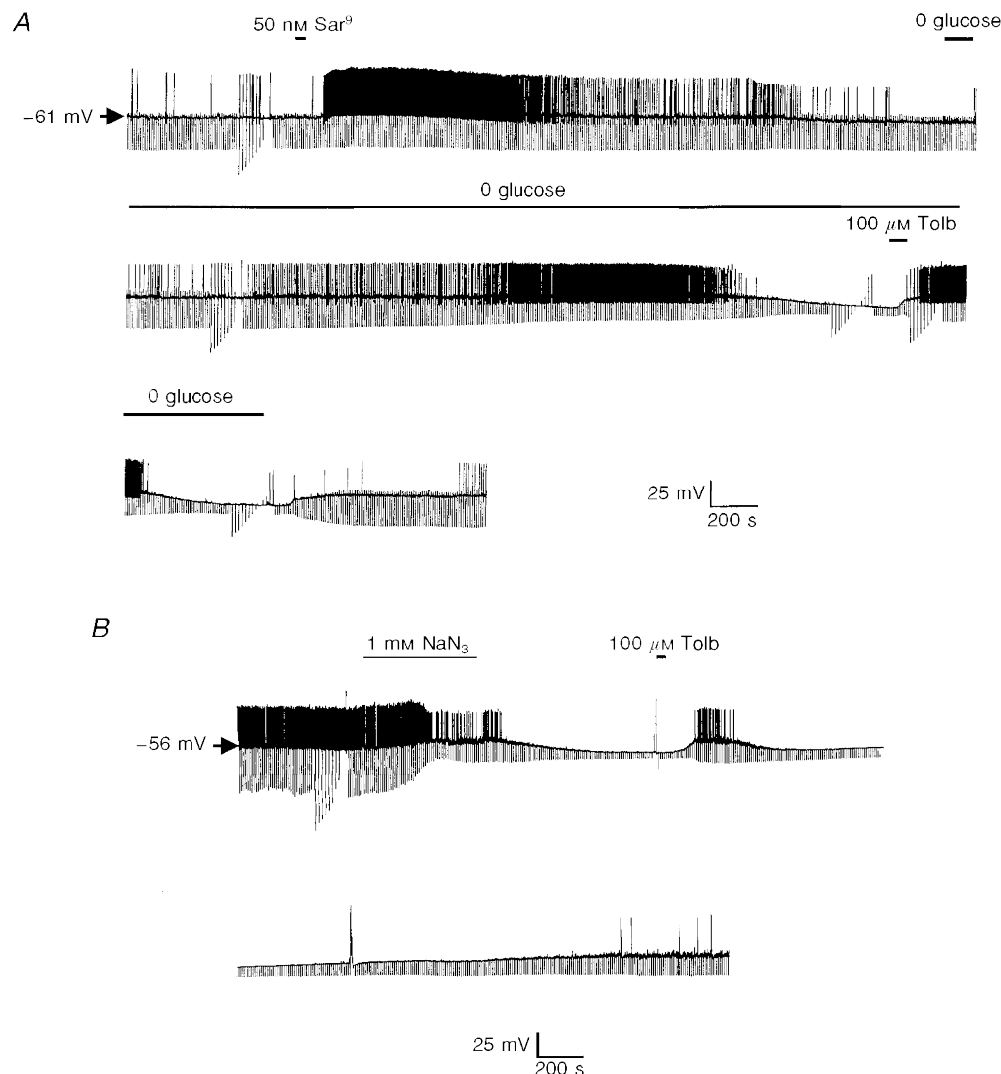 A
50 nM Sar⁹
0 glucose
−61 mV
0 glucose
100 μM Tolb
0 glucose
25 mV
200 s
B
1 mM NaN₃
100 μM Tolb
−56 mV
25 mV
200 s